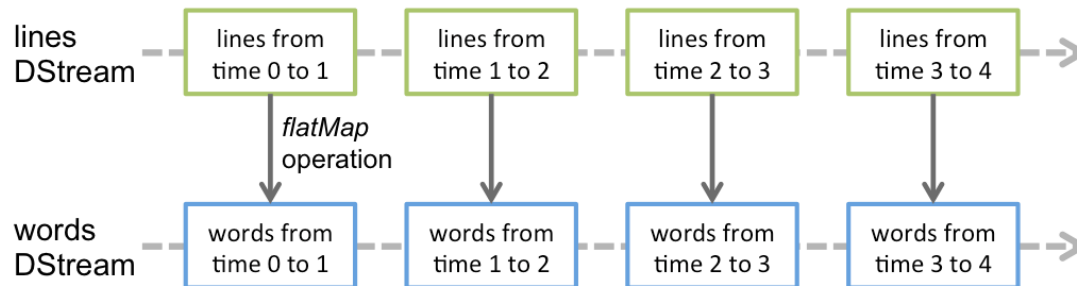 lines
DStream
lines from
time 0 to 1
lines from
time 1 to 2
lines from
time 2 to 3
lines from
time 3 to 4
flatMap
operation
words
DStream
words from
time 0 to 1
words from
time 1 to 2
words from
time 2 to 3
words from
time 3 to 4